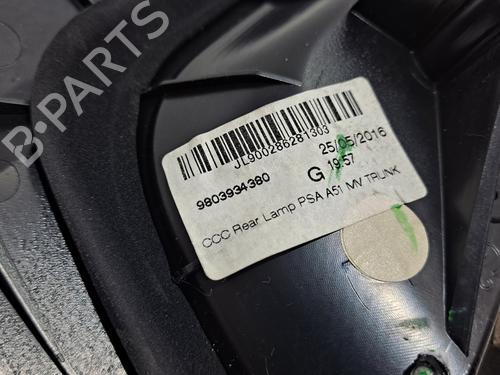 B-PARTS
JL900286281303
25/05/2016
9803934380
G 19:57
CCC Rear Lamp PSA A51 MV TRUNK